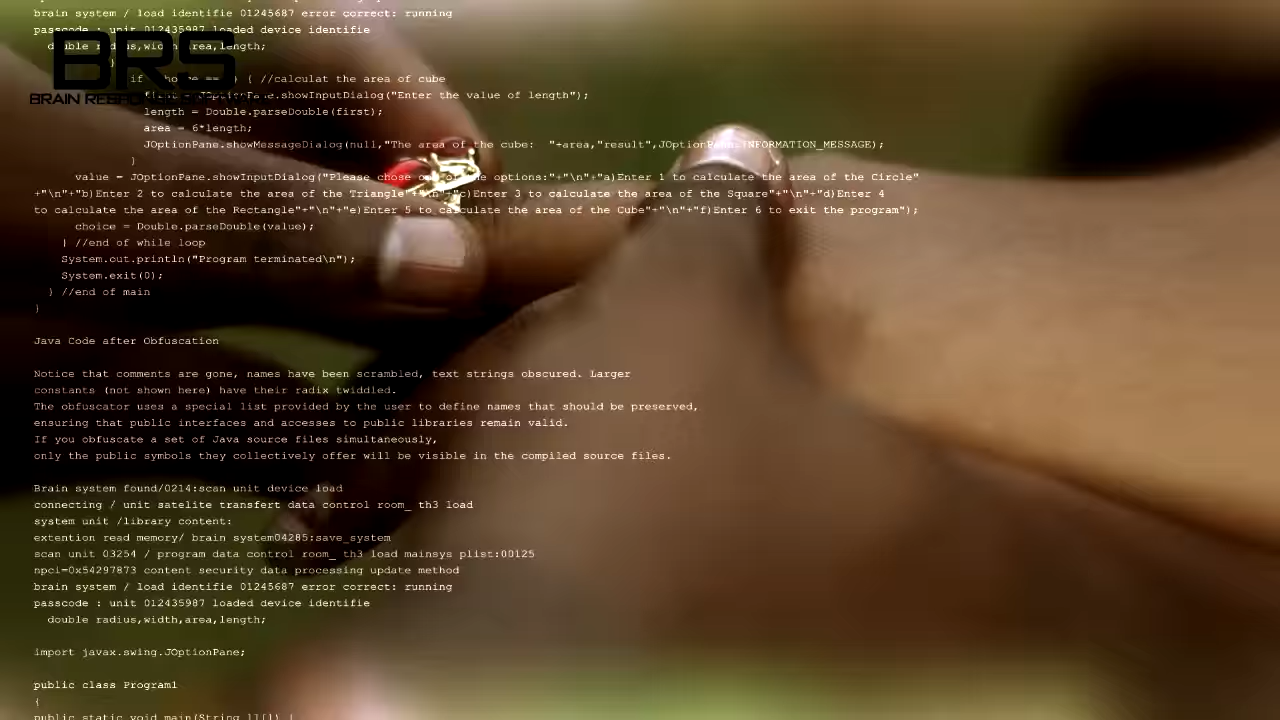 brain system / load identifie 01245687 error correct: running
passcode : unit 012435987 loaded device identifie
double radius,width,area,length;
}
BRS
if { //calculat the area of cube
BRAIN
JOptionPane.showInputDialog("Enter the value of length");
length = Double.parseDouble(first);
area = 6*length;
JOptionPane.showMessageDialog(null,"The area of the cube:  "+area,"result",JOptionPane.INFORMATION_MESSAGE);
}
value = JOptionPane.showInputDialog("Please chose one of the options:"+"\n"+"a)Enter 1 to calculate the area of the Circle"
+"\n"+"b)Enter 2 to calculate the area of the Triangle"+"\n"+"c)Enter 3 to calculate the area of the Square"+"\n"+"d)Enter 4
to calculate the area of the Rectangle"+"\n"+"e)Enter 5 to calculate the area of the Cube"+"\n"+"f)Enter 6 to exit the program");
choice = Double.parseDouble(value);
} //end of while loop
System.out.println("Program terminated\n");
System.exit(0);
} //end of main
}
Java Code after Obfuscation
Notice that comments are gone, names have been scrambled, text strings obscured. Larger
constants (not shown here) have their radix twiddled.
The obfuscator uses a special list provided by the user to define names that should be preserved,
ensuring that public interfaces and accesses to public libraries remain valid.
If you obfuscate a set of Java source files simultaneously,
only the public symbols they collectively offer will be visible in the compiled source files.
Brain system found/0214:scan unit device load
connecting / unit satelite transfert data control room_ th3 load
system unit /library content:
extention read memory/ brain system04285:save_system
scan unit 03254 / program data control room_ th3 load mainsys plist:00125
npcl=0x54297873 content security data processing update method
brain system / load identifie 01245687 error correct: running
passcode : unit 012435987 loaded device identifie
double radius,width,area,length;
import javax.swing.JOptionPane;
public class Program1
{
public static void main(String 1[]) {